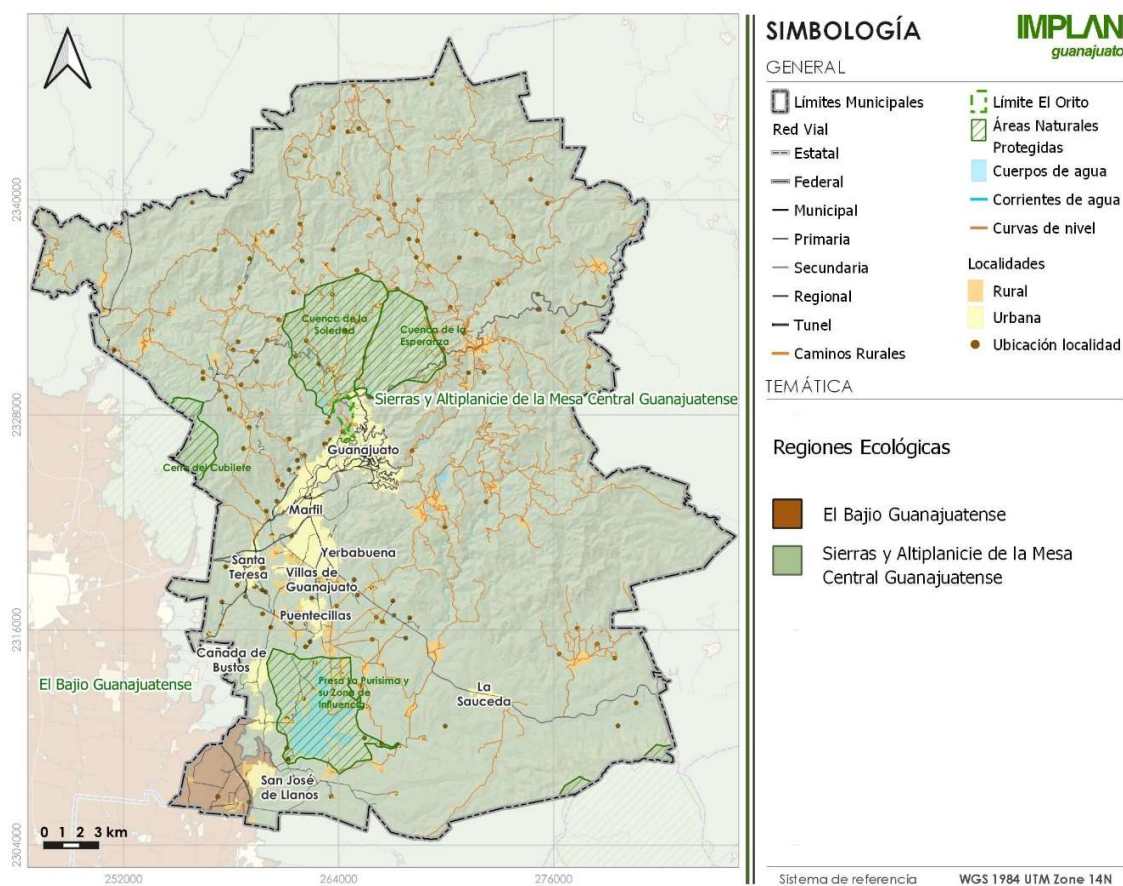 2340000
2328000
2316000
2304000
252000
264000
276000
Cuenca de la
Soledad
Cuenca de la
Esperanza
Sierras y Altiplanicie de la Mesa Central Guanajuatense
Cerro del Cubilete
Guanajuato
Marfil
Yerbabuena
Santa
Teresa
Villas de
Guanajuato
Puentecillas
Cañada de
Bustos
El Bajio Guanajuatense
Presa La Purisima y
su Zona de
Influencia
La
Sauceda
San José
de Llanos
0 1 2 3 km
SIMBOLOGÍA
IMPLAN
guanajuato
GENERAL
Límites Municipales
Red Vial
Estatal
Federal
Municipal
Primaria
Secundaria
Regional
Tunel
Caminos Rurales
Límite El Orito
Áreas Naturales
Protegidas
Cuerpos de agua
Corrientes de agua
Curvas de nivel
Localidades
Rural
Urbana
Ubicación localidad
TEMÁTICA
Regiones Ecológicas
El Bajio Guanajuatense
Sierras y Altiplanicie de la Mesa
Central Guanajuatense
Sistema de referencia WGS 1984 UTM Zone 14N